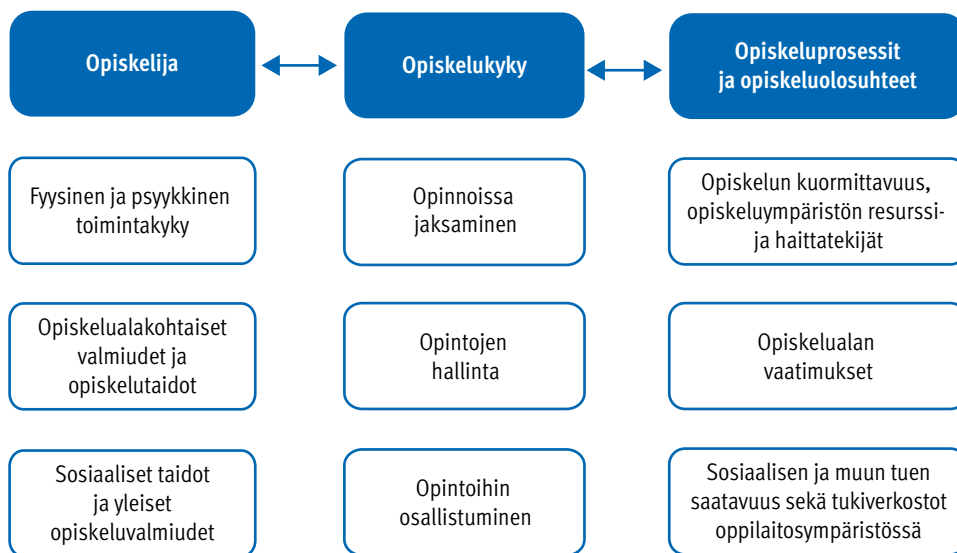 Opiskelija
Opiskelukyky
Opiskeluprosessit
ja opiskeluolosuhteet
Fyysinen ja psyykkinen
toimintakyky
Opinnoissa
jaksaminen
Opiskelun kuormittavuus,
opiskeluympäristön resurssi-
ja haittatekijät
Opiskelualakohtaiset
valmiudet ja
opiskelutaidot
Opintojen
hallinta
Opiskelualan
vaatimukset
Sosiaaliset taidot
ja yleiset
opiskeluvalmiudet
Opintoihin
osallistuminen
Sosiaalisen ja muun tuen
saatavuus sekä tukiverkostot
oppilaitosympäristössä